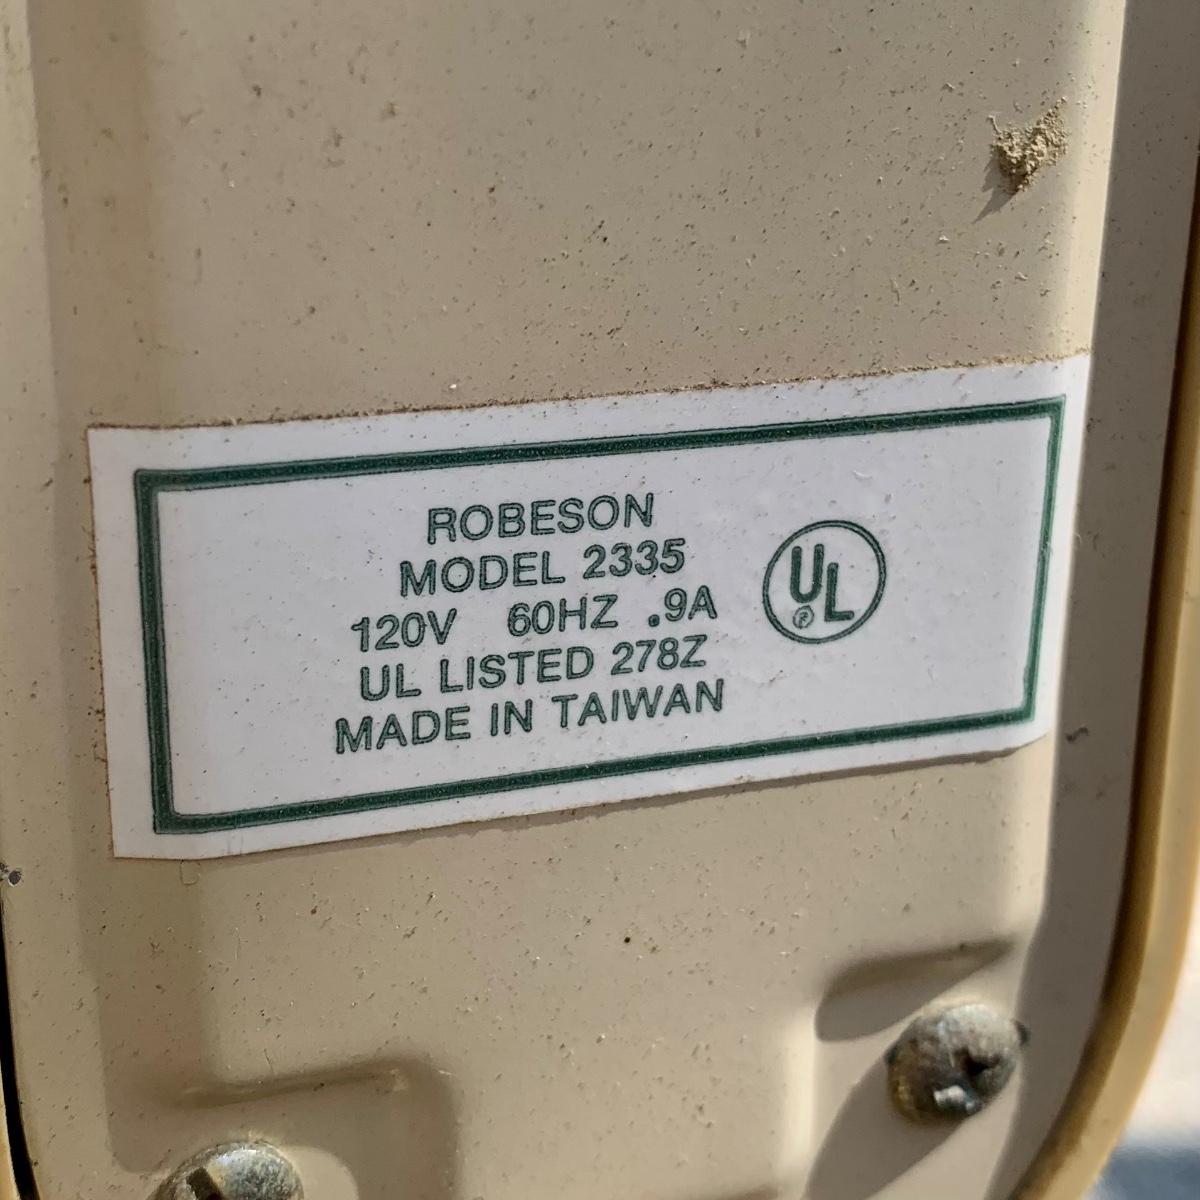 ROBESON
MODEL 2335
120V 60HZ .9A
UL LISTED 278Z
MADE IN TAIWAN
UL